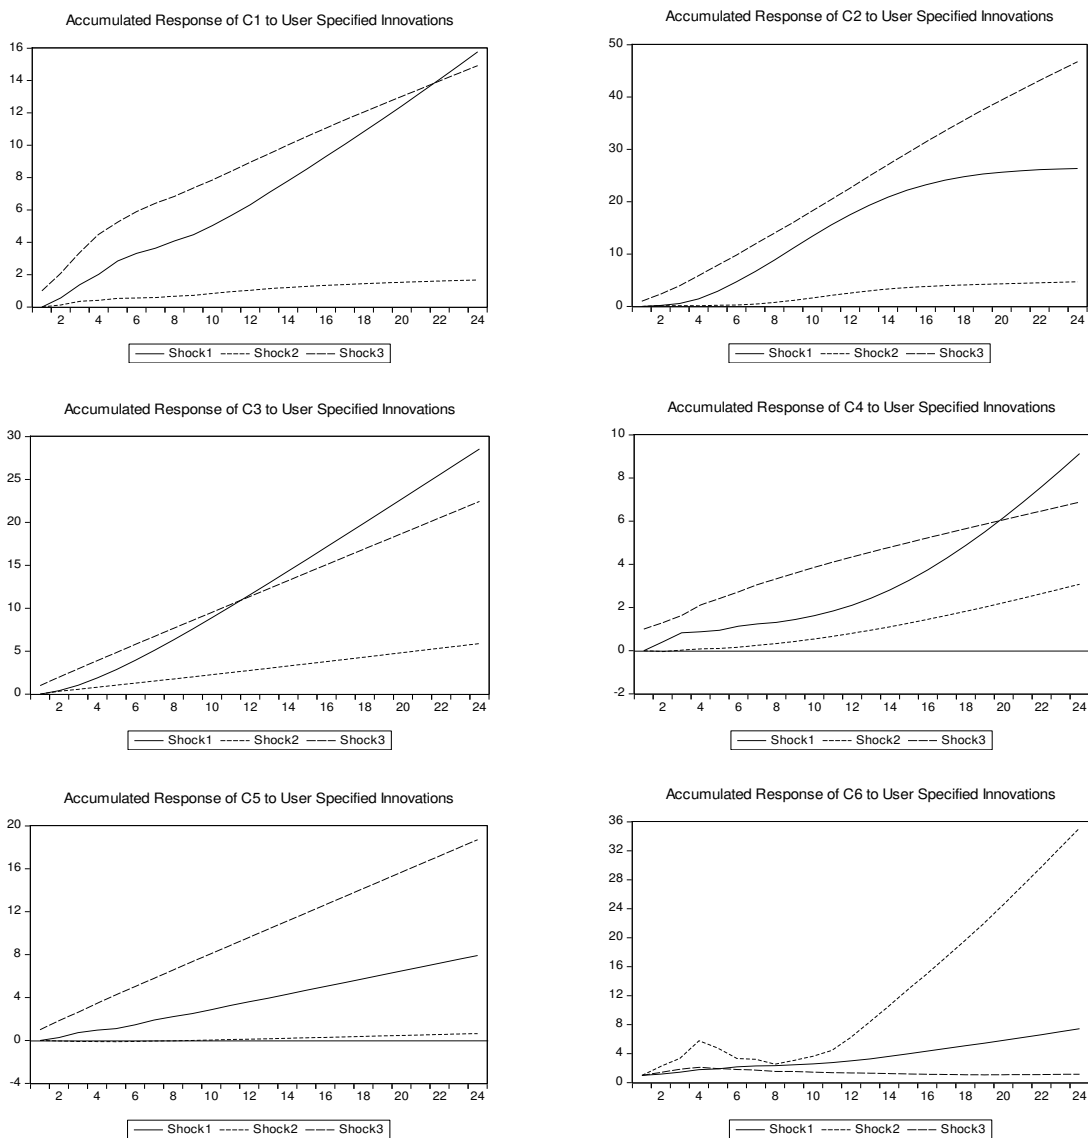 Accumulated Response of C1 to User Specified Innovations
16
14
12
10
8
6
4
2
0
2 4 6 8 10 12 14 16 18 20 22 24
Shock1 Shock2 Shock3
Accumulated Response of C2 to User Specified Innovations
50
40
30
20
10
0
2 4 6 8 10 12 14 16 18 20 22 24
Shock1 Shock2 Shock3
Accumulated Response of C3 to User Specified Innovations
30
25
20
15
10
5
0
2 4 6 8 10 12 14 16 18 20 22 24
Shock1 Shock2 Shock3
Accumulated Response of C4 to User Specified Innovations
10
8
6
4
2
0
-2
2 4 6 8 10 12 14 16 18 20 22 24
Shock1 Shock2 Shock3
Accumulated Response of C5 to User Specified Innovations
20
16
12
8
4
0
-4
2 4 6 8 10 12 14 16 18 20 22 24
Shock1 Shock2 Shock3
Accumulated Response of C6 to User Specified Innovations
36
32
28
24
20
16
12
8
4
0
2 4 6 8 10 12 14 16 18 20 22 24
Shock1 Shock2 Shock3